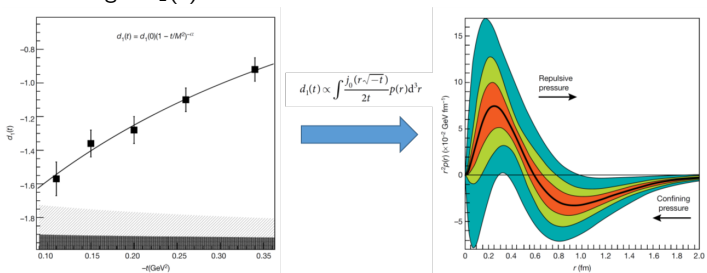 d₁(t) = d₁(0)(1 − t/M²)⁻ᵅ
−0.8
−1.0
−1.2
−1.4
−1.6
−1.8
d₁(t)
0.10 0.15 0.20 0.25 0.30 0.35
−t(GeV²)
d₁(t) ∝ ∫ j₀(r√−t) / 2t p(r)d³r
15
10
5
0
−5
r²p(r) (×10⁻² GeV fm⁻¹)
Repulsive
pressure
Confining
pressure
0 0.2 0.4 0.6 0.8 1.0 1.2 1.4 1.6 1.8 2.0
r (fm)